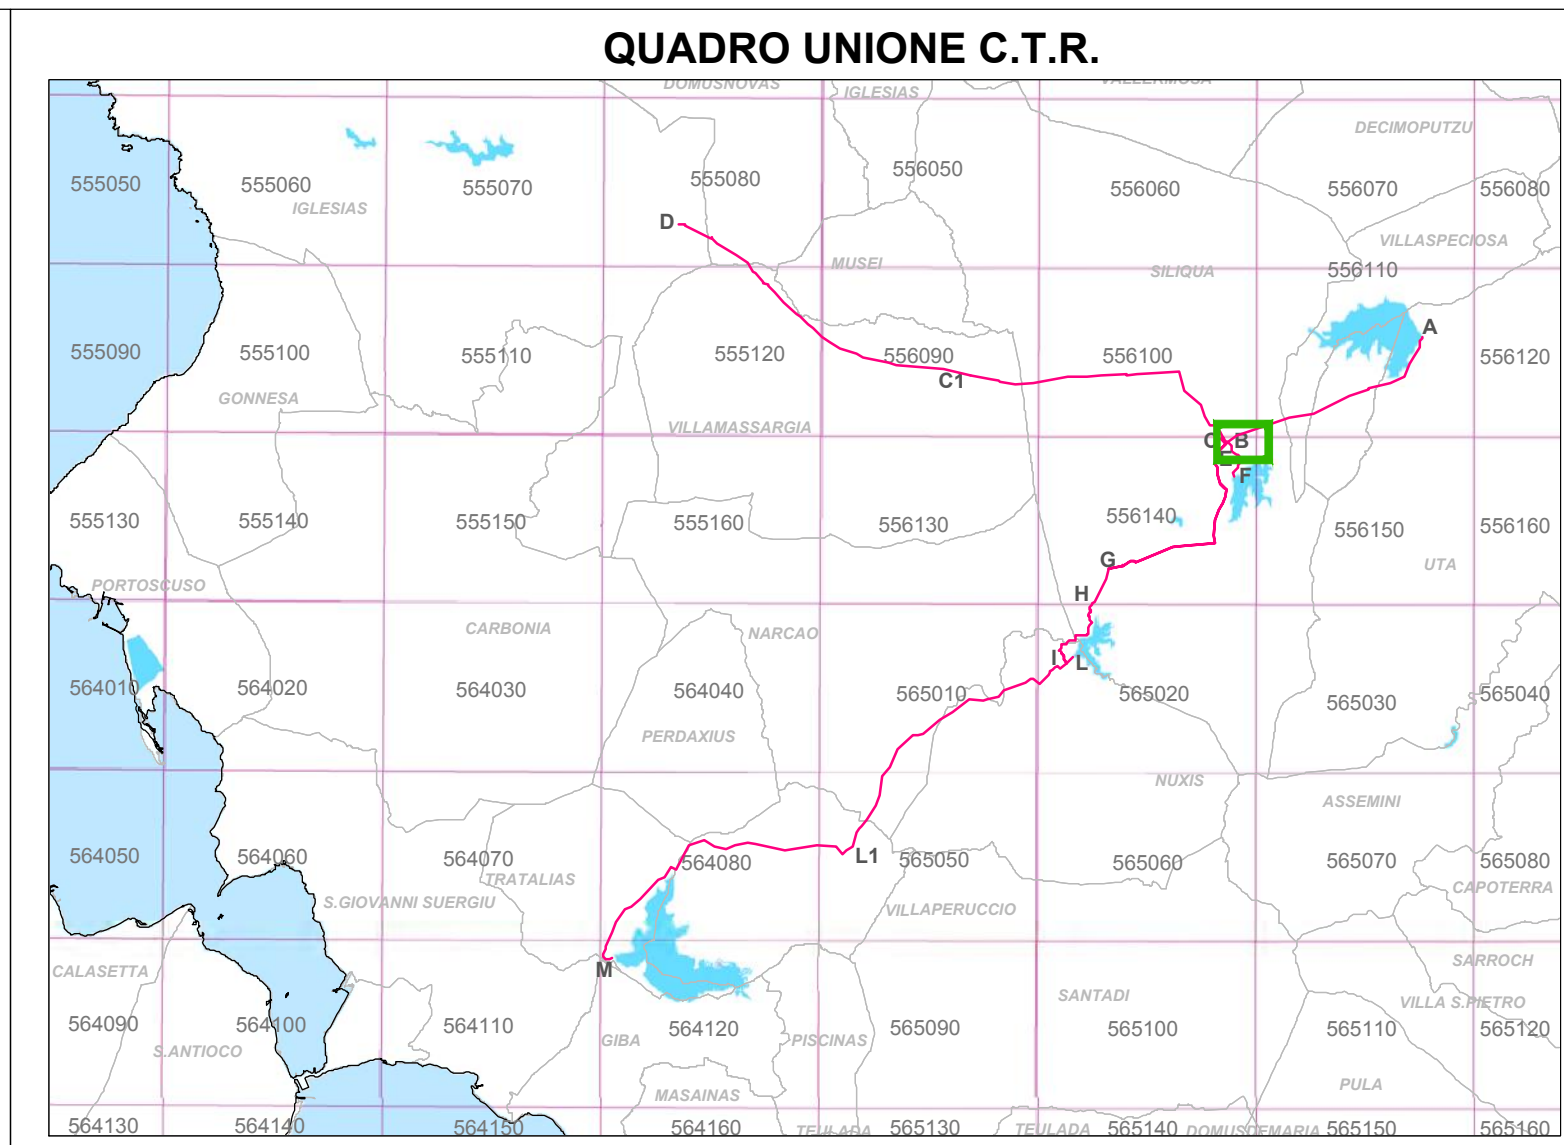 QUADRO UNIONE C.T.R.
DOMUSNOVAS
IGLESIAS
VALLERMOSA
DECIMOPUTZU
555050
555060
555070
555080
556050
556060
556070
556080
IGLESIAS
D
VILLASPECIOSA
MUSEI
SILIQUA
556110
A
555090
555100
555110
555120
556090
556100
556120
C1
GONNESA
VILLAMASSARGIA
C
B
E
F
555130
555140
555150
555160
556130
556140
556150
556160
G
UTA
PORTOSCUSO
H
CARBONIA
NARCAO
I
L
564010
564020
564030
564040
565010
565020
565030
565040
PERDAXIUS
NUXIS
ASSEMINI
564050
564060
564070
564080
L1
565050
565060
565070
565080
TRATALIAS
CAPOTERRA
S.GIOVANNI SUERGIU
VILLAPERUCCIO
CALASETTA
M
SARROCH
SANTADI
VILLA S.PIETRO
564090
564100
564110
564120
565090
565100
565110
565120
S.ANTIOCO
GIBA
PISCINAS
PULA
MASAINAS
564130
564140
564150
564160
TEULADA
565130
TEULADA
565140
DOMUSDEMARIA
565150
565160